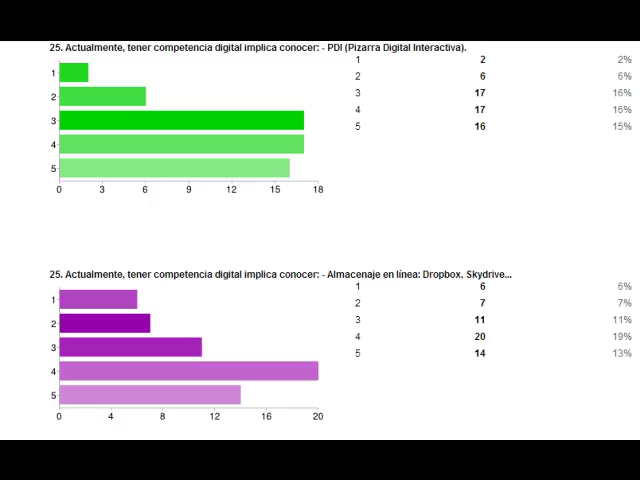 25. Actualmente, tener competencia digital implica conocer: - PDI (Pizarra Digital Interactiva).
1 2 2%
2 6 6%
3 17 16%
4 17 16%
5 16 15%
1
2
3
4
5
0 3 6 9 12 15 18
25. Actualmente, tener competencia digital implica conocer: - Almacenaje en línea: Dropbox, Skydrive...
1 6 6%
2 7 7%
3 11 11%
4 20 19%
5 14 13%
1
2
3
4
5
0 4 8 12 16 20